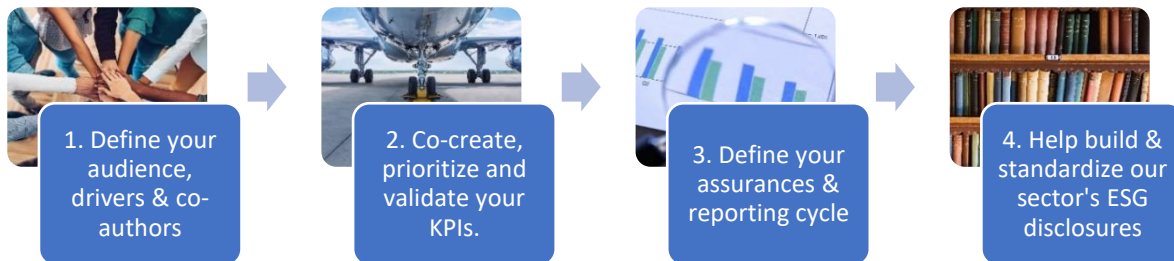 1. Define your
audience,
drivers & co-
authors
2. Co-create,
prioritize and
validate your
KPIs.
3. Define your
assurances &
reporting cycle
4. Help build &
standardize our
sector's ESG
disclosures